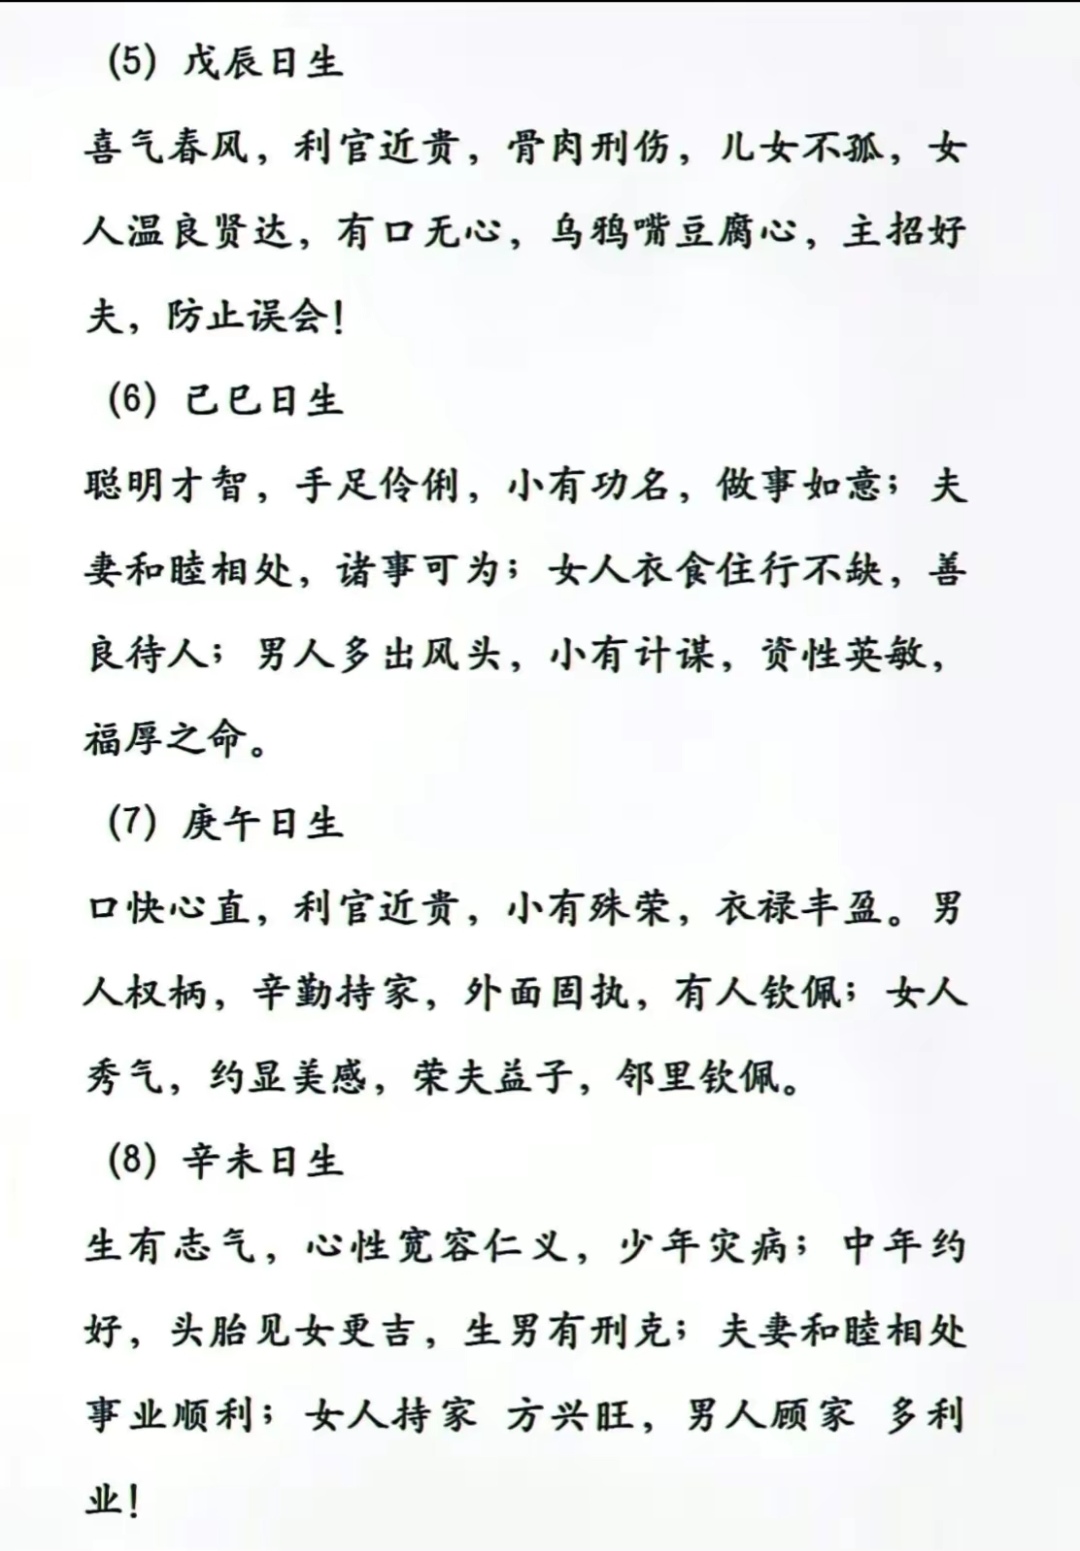 （5）戊辰日生
喜气春风，利官近贵，骨肉刑伤，儿女不孤，女
人温良贤达，有口无心，乌鸦嘴豆腐心，主招好
夫，防止误会！
（6）己巳日生
聪明才智，手足伶俐，小有功名，做事如意；夫
妻和睦相处，诸事可为；女人衣食住行不缺，善
良待人；男人多出风头，小有计谋，资性英敏，
福厚之命。
（7）庚午日生
口快心直，利官近贵，小有殊荣，衣禄丰盈。男
人权柄，辛勤持家，外面固执，有人钦佩；女人
秀气，约显美感，荣夫益子，邻里钦佩。
（8）辛未日生
生有志气，心性宽容仁义，少年灾病；中年约
好，头胎见女更吉，生男有刑克；夫妻和睦相处
事业顺利；女人持家 方兴旺，男人顾家 多利
业！